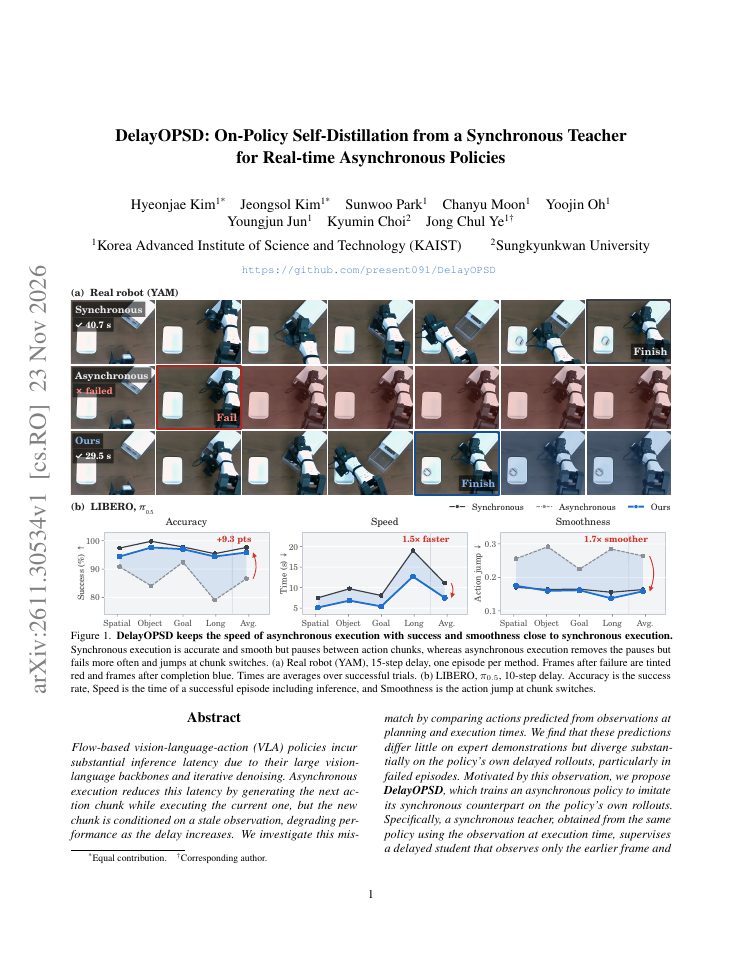 DelayOPSD: On-Policy Self-Distillation from a Synchronous Teacher
for Real-time Asynchronous Policies
Hyeonjae Kim1* Jeongsol Kim1* Sunwoo Park1 Chanyu Moon1 Yoojin Oh1
Youngjun Jun1 Kyumin Choi2 Jong Chul Ye1†
1Korea Advanced Institute of Science and Technology (KAIST) 2Sungkyunkwan University
https://github.com/present091/DelayOPSD
arXiv:2611.30534v1 [cs.RO] 23 Nov 2026
(a) Real robot (YAM)
Synchronous
✓ 40.7 s
Finish
Asynchronous
× failed
Fail
Ours
✓ 29.5 s
Finish
(b) LIBERO, π0.5
Synchronous Asynchronous Ours
Accuracy
Success (%) ↑
100
90
80
+9.3 pts
Spatial Object Goal Long Avg.
Speed
Time (s) ↓
20
15
10
5
1.5× faster
Spatial Object Goal Long Avg.
Smoothness
Action jump ↓
0.3
0.2
0.1
1.7× smoother
Spatial Object Goal Long Avg.
Figure 1. DelayOPSD keeps the speed of asynchronous execution with success and smoothness close to synchronous execution.
Synchronous execution is accurate and smooth but pauses between action chunks, whereas asynchronous execution removes the pauses but
fails more often and jumps at chunk switches. (a) Real robot (YAM), 15-step delay, one episode per method. Frames after failure are tinted
red and frames after completion blue. Times are averages over successful trials. (b) LIBERO, π0.5, 10-step delay. Accuracy is the success
rate, Speed is the time of a successful episode including inference, and Smoothness is the action jump at chunk switches.
Abstract
Flow-based vision-language-action (VLA) policies incur
substantial inference latency due to their large vision-
language backbones and iterative denoising. Asynchronous
execution reduces this latency by generating the next ac-
tion chunk while executing the current one, but the new
chunk is conditioned on a stale observation, degrading per-
formance as the delay increases. We investigate this mis-
*Equal contribution. †Corresponding author.
match by comparing actions predicted from observations at
planning and execution times. We find that these predictions
differ little on expert demonstrations but diverge substan-
tially on the policy's own delayed rollouts, particularly in
failed episodes. Motivated by this observation, we propose
DelayOPSD, which trains an asynchronous policy to imitate
its synchronous counterpart on the policy's own rollouts.
Specifically, a synchronous teacher, obtained from the same
policy using the observation at execution time, supervises
a delayed student that observes only the earlier frame and
1